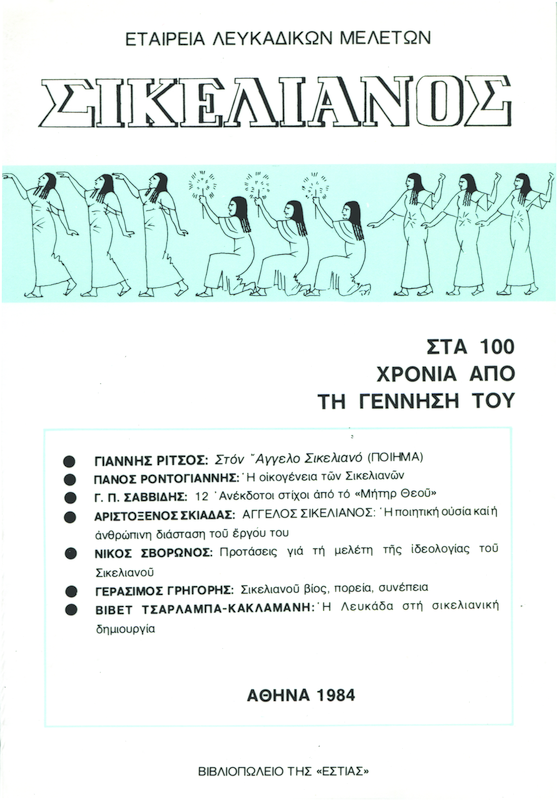 ΕΤΑΙΡΕΙΑ ΛΕΥΚΑΔΙΚΩΝ ΜΕΛΕΤΩΝ
ΣΙΚΕΛΙΑΝΟΣ
ΣΤΑ 100
ΧΡΟΝΙΑ ΑΠΟ
ΤΗ ΓΕΝΝΗΣΗ ΤΟΥ
● ΓΙΑΝΝΗΣ ΡΙΤΣΟΣ: Στόν Ἄγγελο Σικελιανό (ΠΟΙΗΜΑ)
● ΠΑΝΟΣ ΡΟΝΤΟΓΙΑΝΝΗΣ: Ἡ οἰκογένεια τῶν Σικελιανῶν
● Γ. Π. ΣΑΒΒΙΔΗΣ: 12 Ἀνέκδοτοι στίχοι ἀπό τό «Μήτηρ Θεοῦ»
● ΑΡΙΣΤΟΞΕΝΟΣ ΣΚΙΑΔΑΣ: ΑΓΓΕΛΟΣ ΣΙΚΕΛΙΑΝΟΣ: Ἡ ποιητική οὐσία καί ἡ
ἀνθρώπινη διάσταση τοῦ ἔργου του
● ΝΙΚΟΣ ΣΒΟΡΩΝΟΣ: Προτάσεις γιά τή μελέτη τῆς ἰδεολογίας τοῦ
Σικελιανοῦ
● ΓΕΡΑΣΙΜΟΣ ΓΡΗΓΟΡΗΣ: Σικελιανοῦ βίος, πορεία, συνέπεια
● ΒΙΒΕΤ ΤΣΑΡΛΑΜΠΑ-ΚΑΚΛΑΜΑΝΗ: Ἡ Λευκάδα στή σικελιανική
δημιουργία
ΑΘΗΝΑ 1984
ΒΙΒΛΙΟΠΩΛΕΙΟ ΤΗΣ «ΕΣΤΙΑΣ»